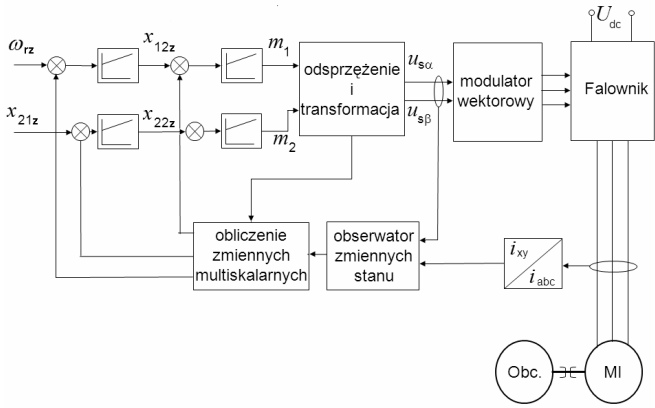 U_dc
ω_rz
x_12z
m_1
x_21z
x_22z
m_2
odsprzężenie
i
transformacja
u_sα
u_sβ
modulator
wektorowy
Falownik
obliczenie
zmiennych
multiskalarnych
obserwator
zmiennych
stanu
i_xy
i_abc
Obc.
MI